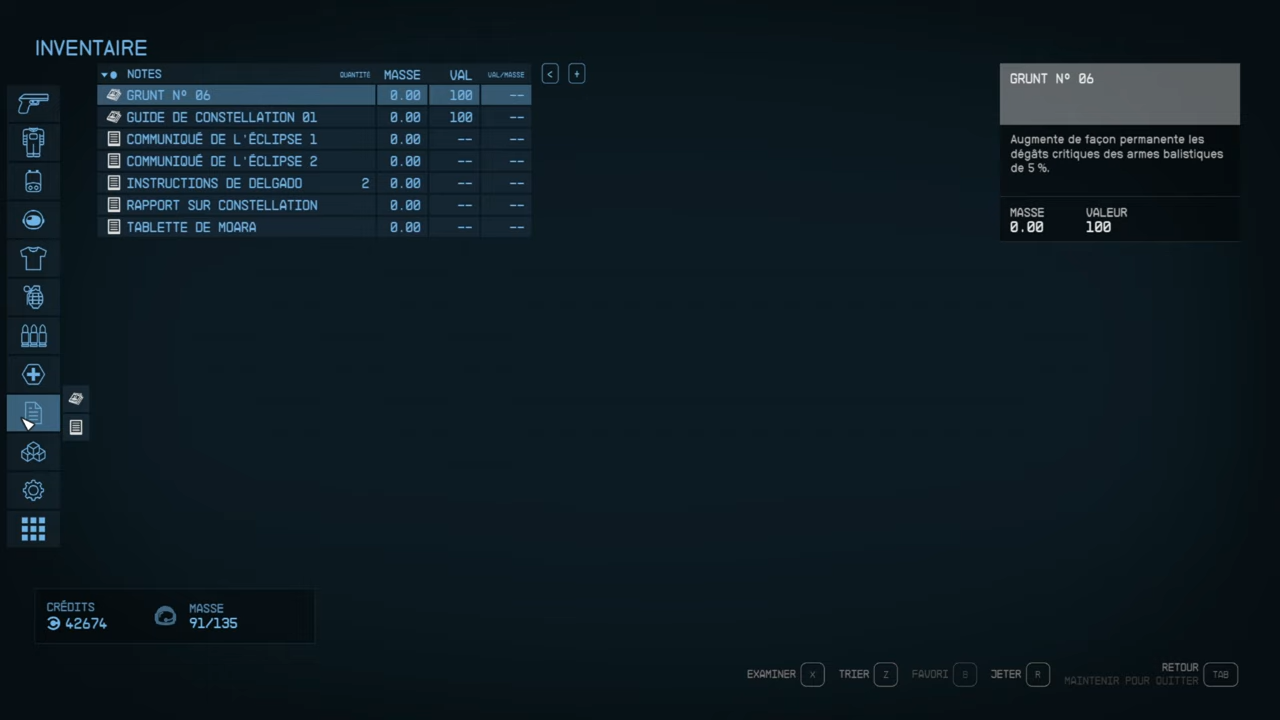 INVENTAIRE
NOTES QUANTITÉ MASSE VAL VAL/MASSE < +
GRUNT Nº 06 0.00 100 --
GUIDE DE CONSTELLATION 01 0.00 100 --
COMMUNIQUÉ DE L'ÉCLIPSE 1 0.00 -- --
COMMUNIQUÉ DE L'ÉCLIPSE 2 0.00 -- --
INSTRUCTIONS DE DELGADO 2 0.00 -- --
RAPPORT SUR CONSTELLATION 0.00 -- --
TABLETTE DE MOARA 0.00 -- --
GRUNT Nº 06
Augmente de façon permanente les
dégâts critiques des armes balistiques
de 5 %.
MASSE VALEUR
0.00 100
CRÉDITS MASSE
42674 91/135
EXAMINER X TRIER Z FAVORI S JETER R RETOUR TAB
MAINTENIR POUR QUITTER